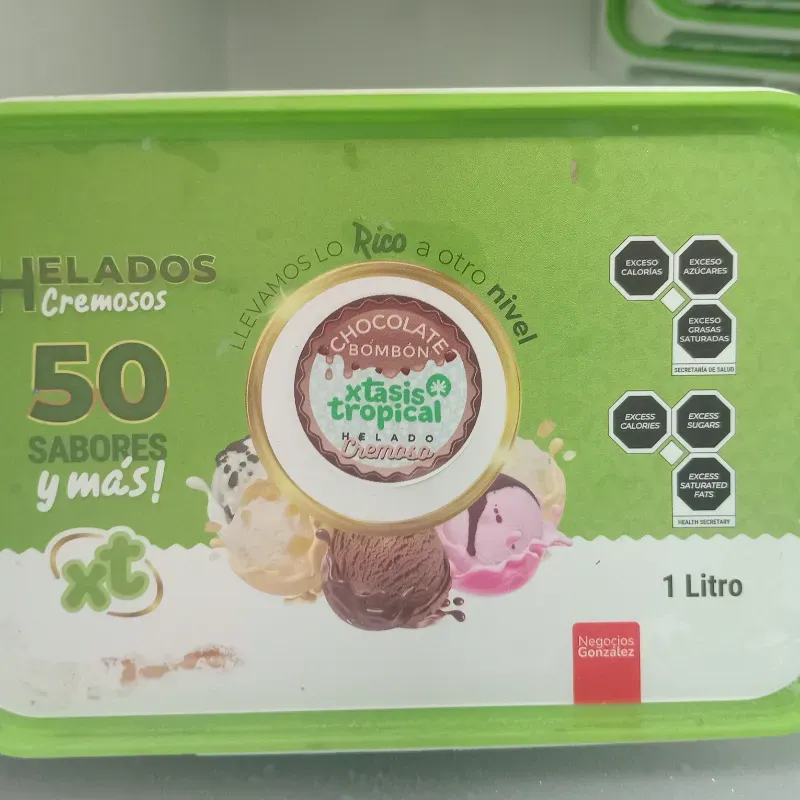 HELADOS
Cremosos
50
SABORES
y más!
xt
LLEVAMOS LO Rico a otro nivel
CHOCOLATE
BOMBÓN
xtasis
tropical
HELADO
Cremoso
EXCESO
CALORÍAS
EXCESO
AZÚCARES
EXCESO
GRASAS
SATURADAS
SECRETARÍA DE SALUD
EXCESS
CALORIES
EXCESS
SUGARS
EXCESS
SATURATED
FATS
HEALTH SECRETARY
1 Litro
Negocios
González